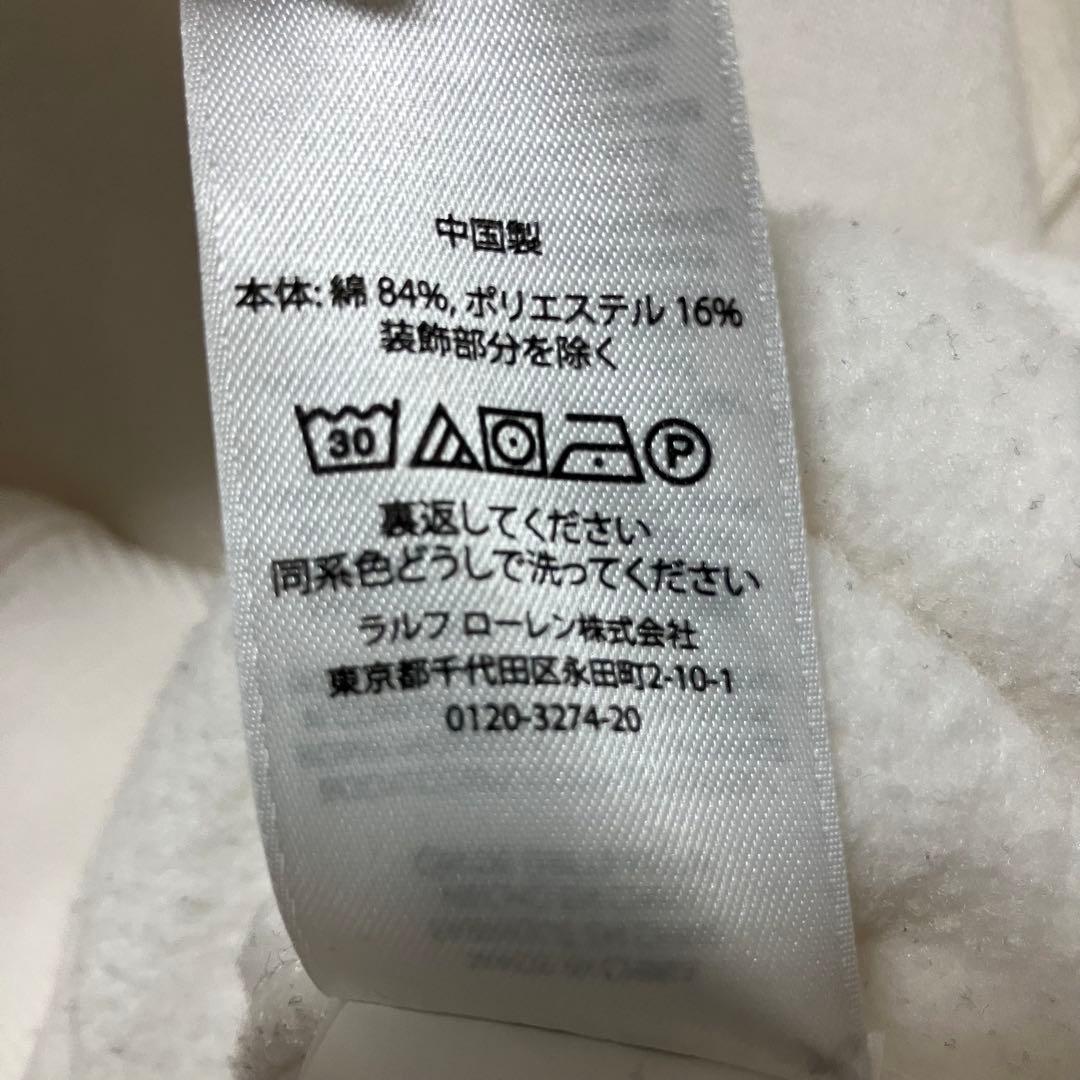 中国製
本体: 綿 84%, ポリエステル 16%
装飾部分を除く
30 P
裏返してください
同系色どうしで洗ってください
ラルフ ローレン株式会社
東京都千代田区永田町2-10-1
0120-3274-20